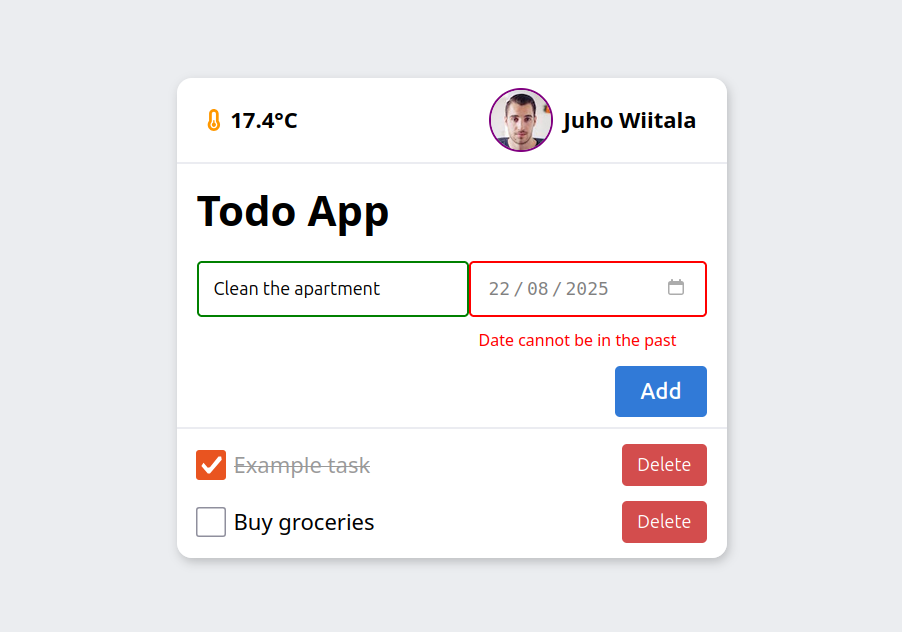 17.4°C Juho Wiitala
Todo App
Clean the apartment 22/08/2025
Date cannot be in the past
Add
Example task Delete
Buy groceries Delete